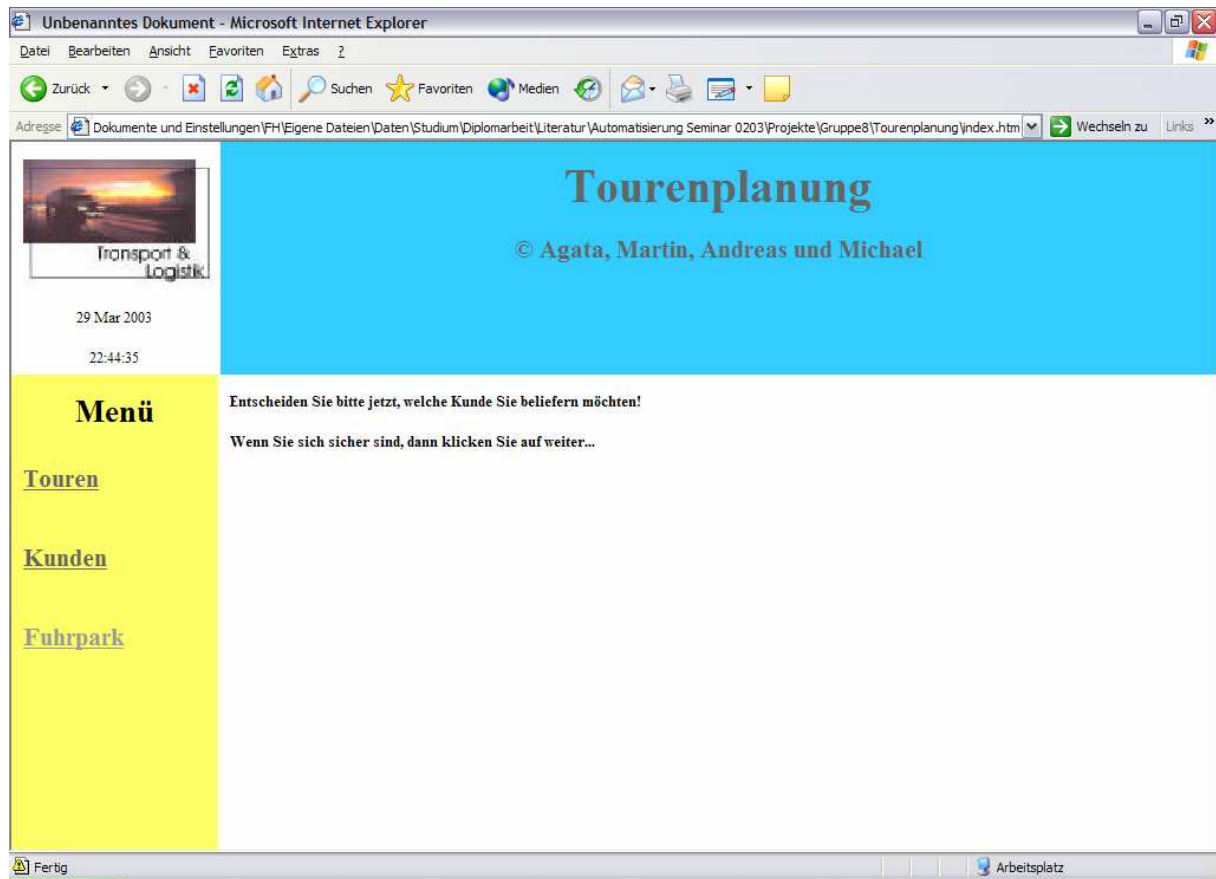 Unbenanntes Dokument - Microsoft Internet Explorer
Datei Bearbeiten Ansicht Favoriten Extras ?
Zurück Suchen Favoriten Medien
Adresse Dokumente und Einstellungen\FH\Eigene Dateien\Daten\Studium\Diplomarbeit\Literatur\Automatisierung Seminar 0203\Projekte\Gruppe8\Tourenplanung\index.htm Wechseln zu Links »
Transport &
Logistik
29 Mar 2003
22:44:35
Tourenplanung
© Agata, Martin, Andreas und Michael
Menü
Touren
Kunden
Fuhrpark
Entscheiden Sie bitte jetzt, welche Kunde Sie beliefern möchten!
Wenn Sie sich sicher sind, dann klicken Sie auf weiter...
Fertig Arbeitsplatz